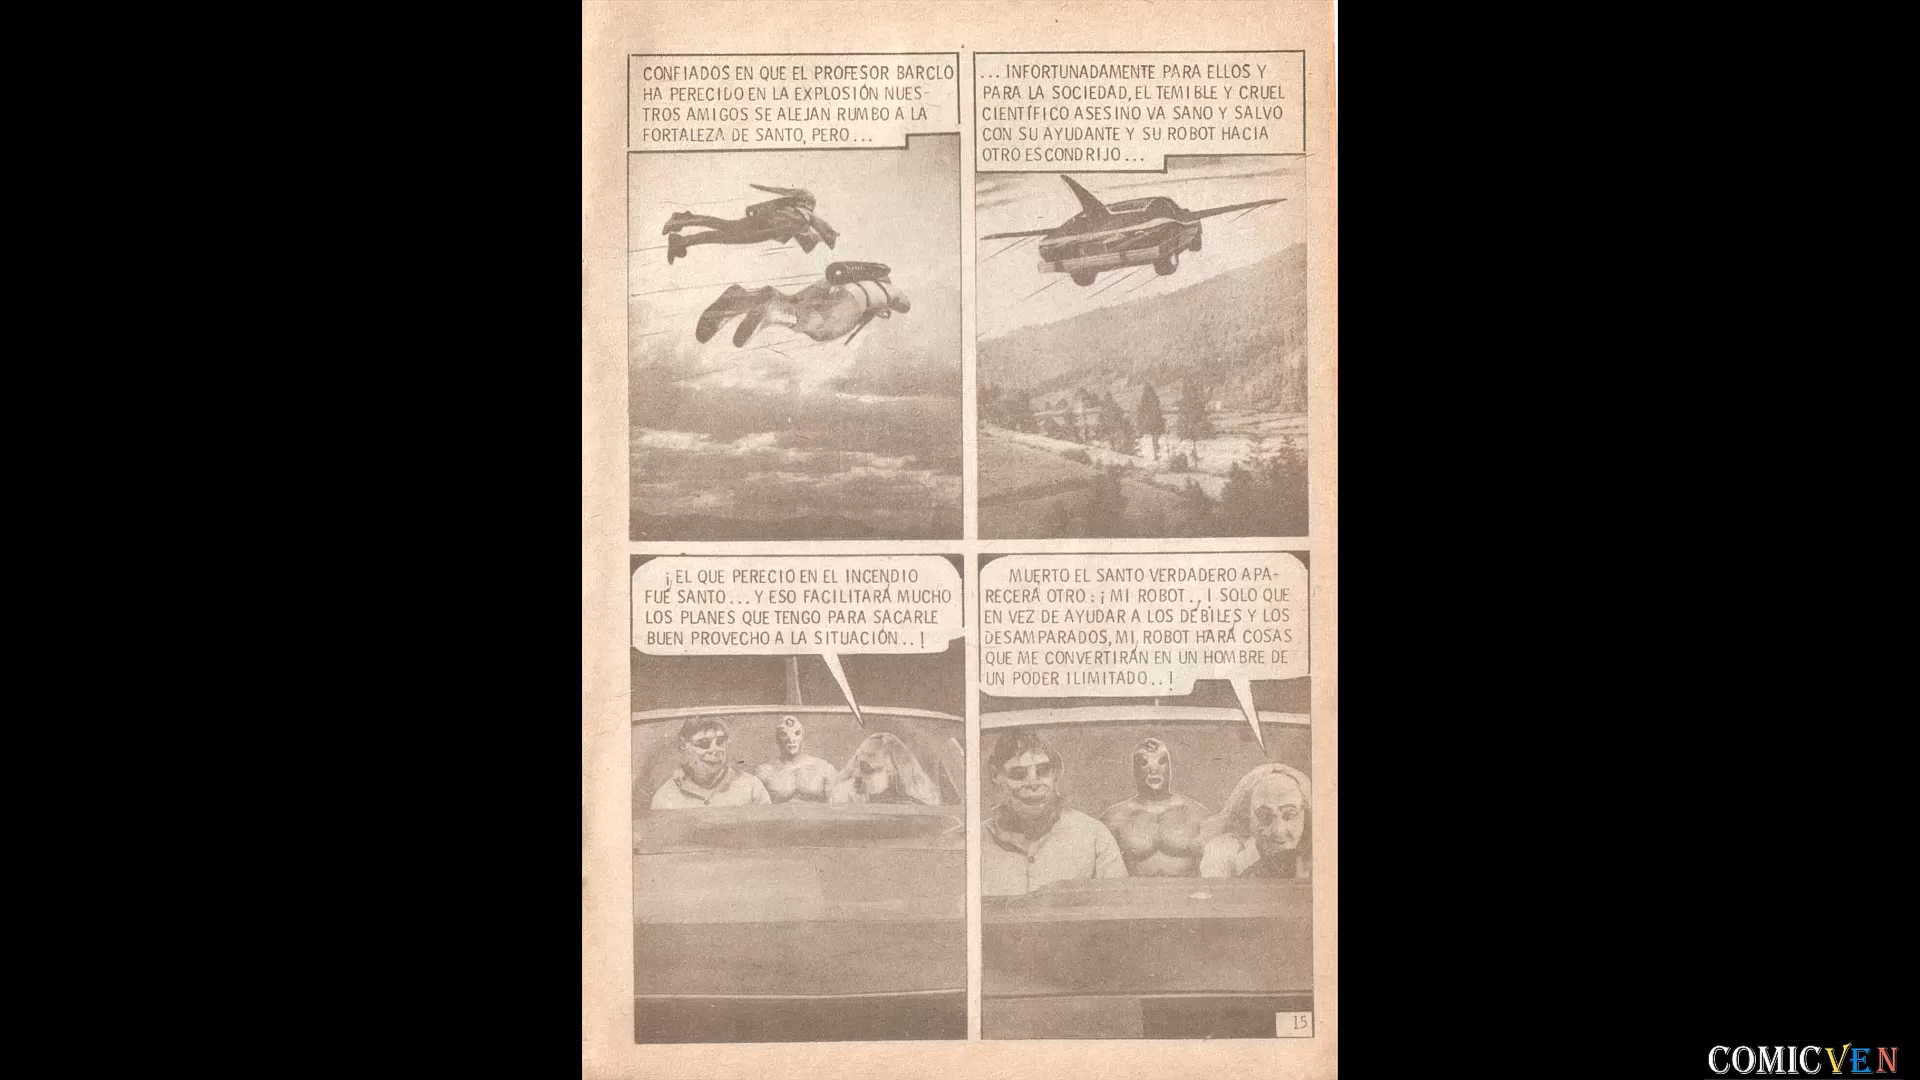 CONFIADOS EN QUE EL PROFESOR BARCLO
HA PERECIDO EN LA EXPLOSIÓN NUES-
TROS AMIGOS SE ALEJAN RUMBO A LA
FORTALEZA DE SANTO, PERO...
... INFORTUNADAMENTE PARA ELLOS Y
PARA LA SOCIEDAD, EL TEMIBLE Y CRUEL
CIENTÍFICO ASESINO VA SANO Y SALVO
CON SU AYUDANTE Y SU ROBOT HACIA
OTRO ESCONDRIJO...
¡EL QUE PERECIÓ EN EL INCENDIO
FUÉ SANTO... Y ESO FACILITARÁ MUCHO
LOS PLANES QUE TENGO PARA SACARLE
BUEN PROVECHO A LA SITUACIÓN..!
MUERTO EL SANTO VERDADERO APA-
RECERÁ OTRO: ¡MI ROBOT..! SOLO QUE
EN VEZ DE AYUDAR A LOS DÉBILES Y LOS
DESAMPARADOS, MI ROBOT HARÁ COSAS
QUE ME CONVERTIRÁN EN UN HOMBRE DE
UN PODER ILIMITADO..!
15
COMICVEN